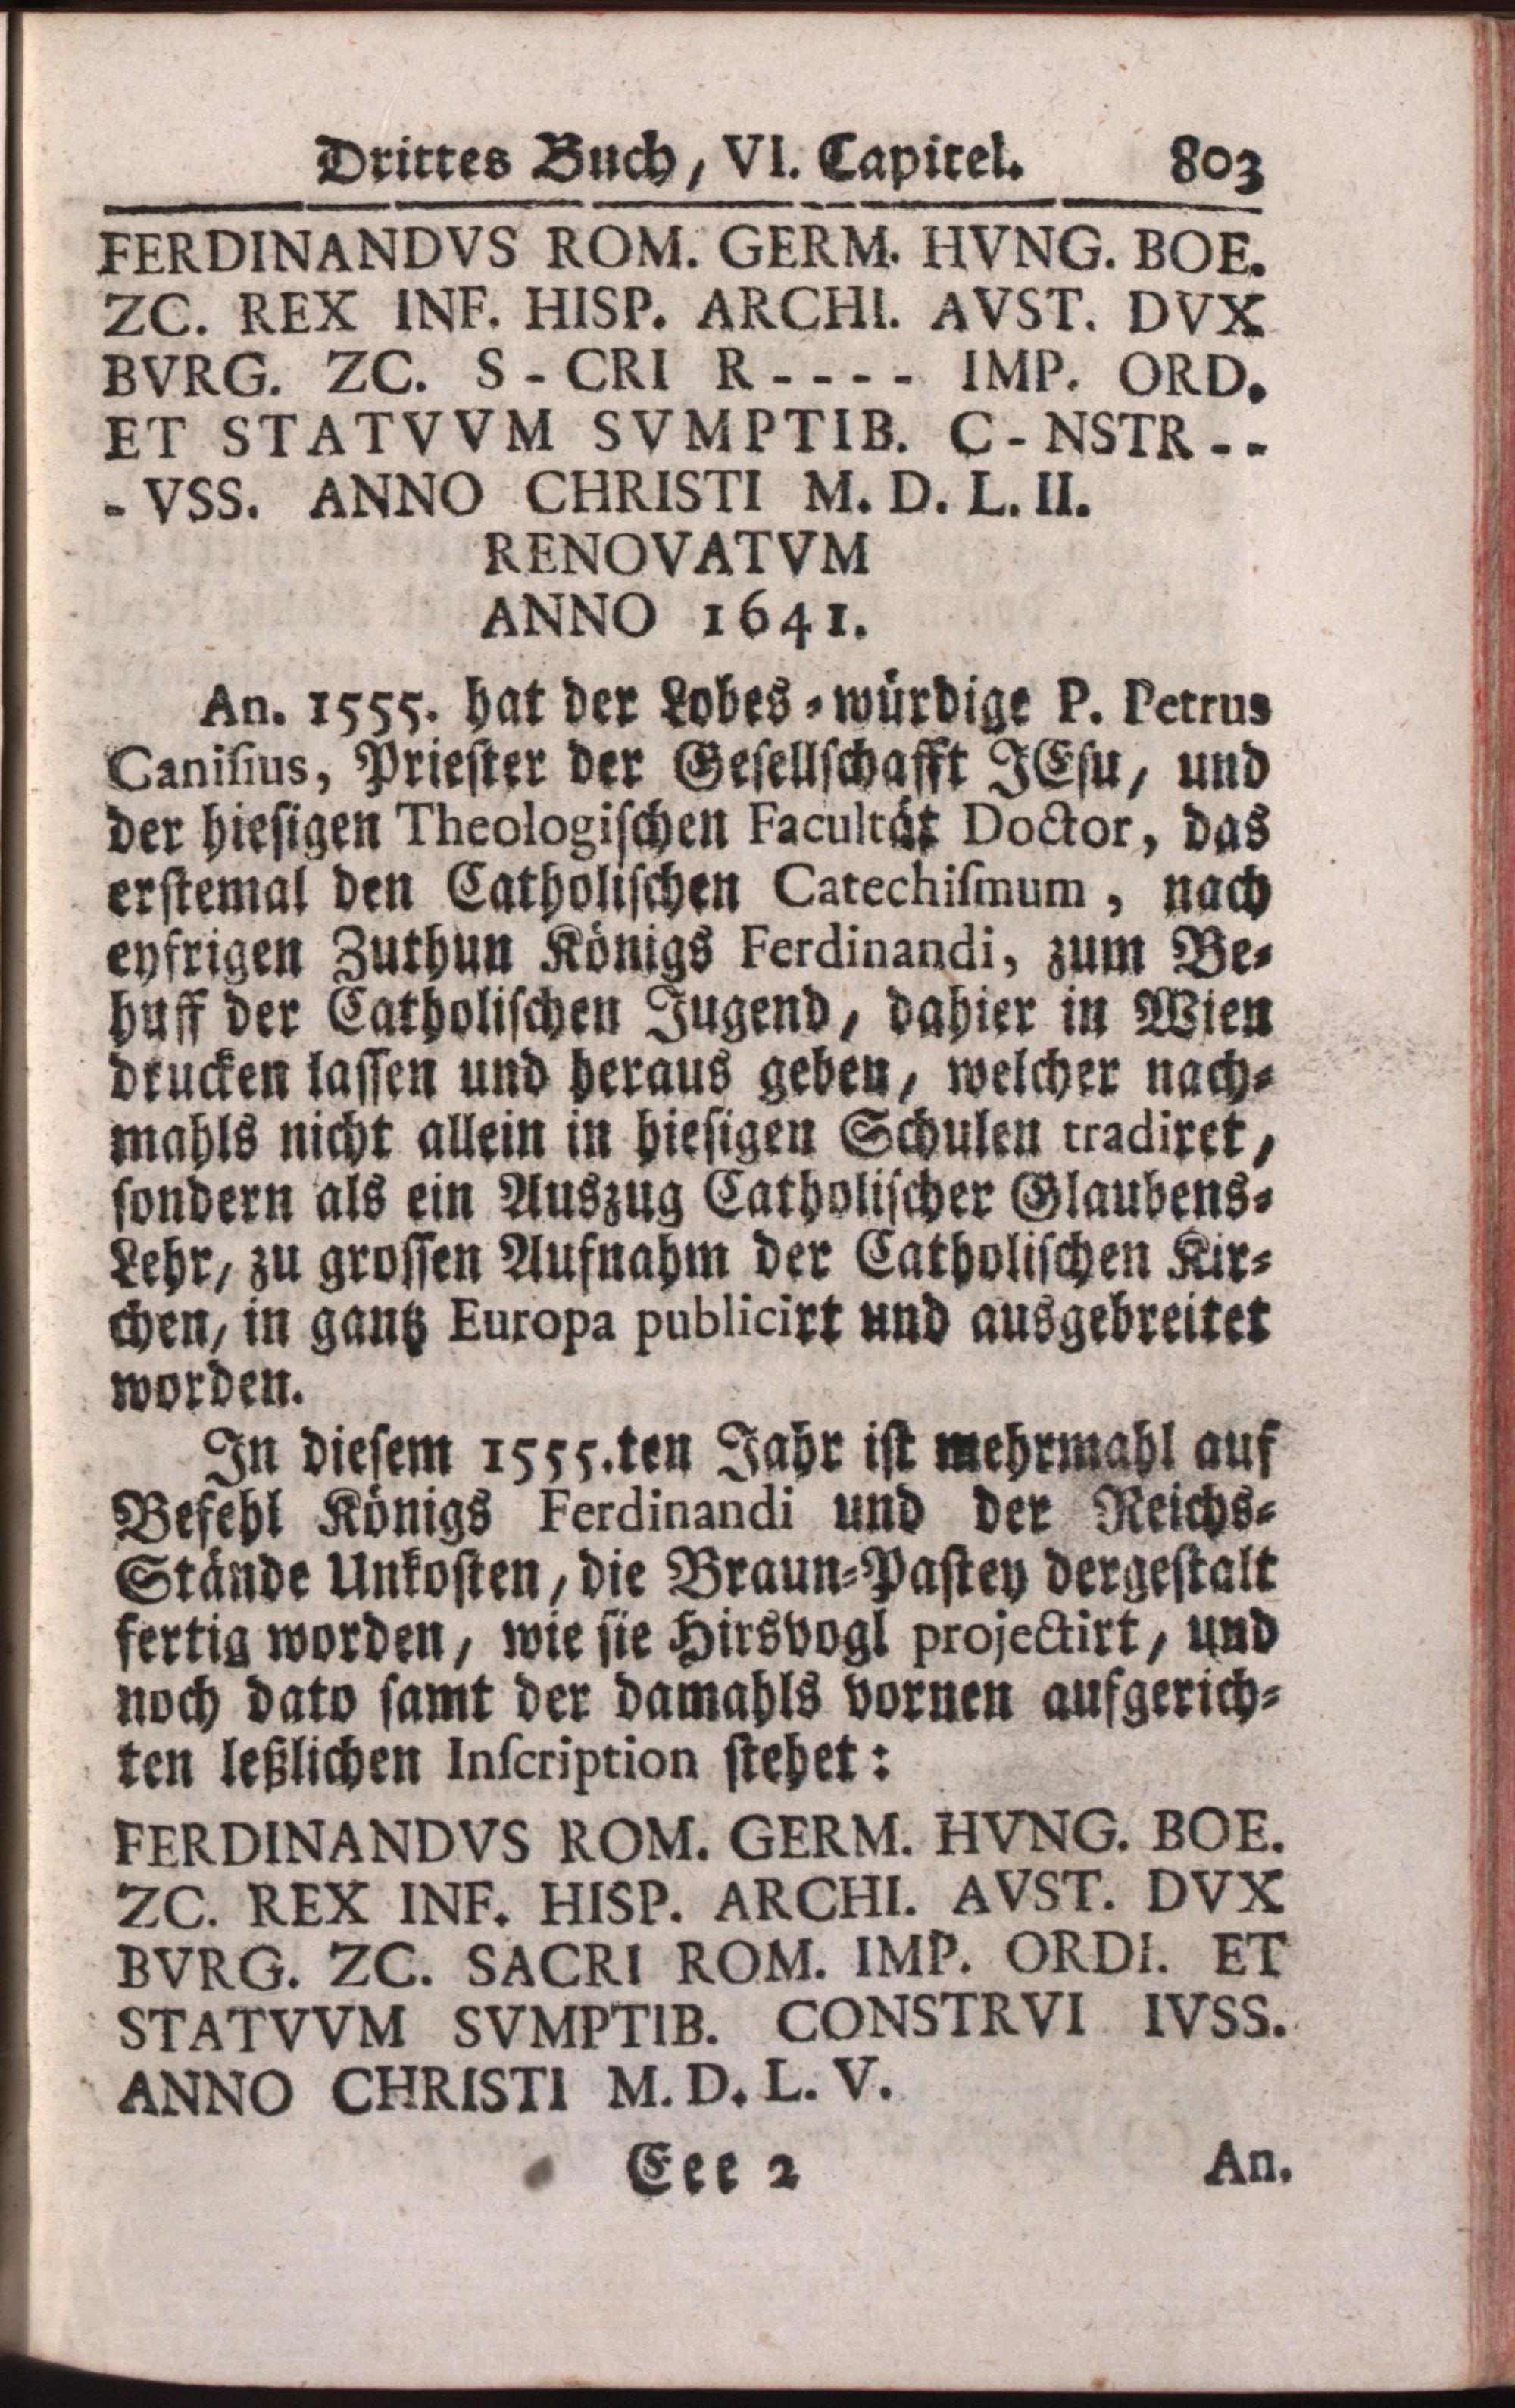 Drittes Buch, VI. Capitel. 803
FERDINANDVS ROM. GERM. HVNG. BOE.
ZC. REX INF. HISP. ARCHI. AVST. DVX
BVRG. ZC. S-CRI R---- IMP. ORD.
ET STATVVM SVMPTIB. C-NSTR--
-VSS. ANNO CHRISTI M. D. L. II.
RENOVATVM
ANNO 1641.
An. 1555. hat der Lobes-würdige P. Petrus
Caniſius, Prieſter der Geſellſchafft JEſu, und
der hieſigen Theologiſchen Facultät Doctor, das
erſtemal den Catholiſchen Catechiſmum, nach
eyfrigen Zuthun Königs Ferdinandi, zum Be-
huff der Catholiſchen Jugend, dahier in Wien
drucken laſſen und heraus geben, welcher nach-
mahls nicht allein in hieſigen Schulen tradiret,
ſondern als ein Auszug Catholiſcher Glaubens-
Lehr, zu groſſen Aufnahm der Catholiſchen Kir-
chen, in gantz Europa publicirt und ausgebreitet
worden.
In dieſem 1555.ten Jahr iſt mehrmahl auf
Befehl Königs Ferdinandi und der Reichs-
Stände Unkoſten, die Braun-Paſtey dergeſtalt
fertig worden, wie ſie Hirsvogl projectirt, und
noch dato ſamt der damahls vornen aufgerich-
ten leßlichen Inſcription ſtehet:
FERDINANDVS ROM. GERM. HVNG. BOE.
ZC. REX INF. HISP. ARCHI. AVST. DVX
BVRG. ZC. SACRI ROM. IMP. ORDI. ET
STATVVM SVMPTIB. CONSTRVI IVSS.
ANNO CHRISTI M. D. L. V.
Eee 2 An.